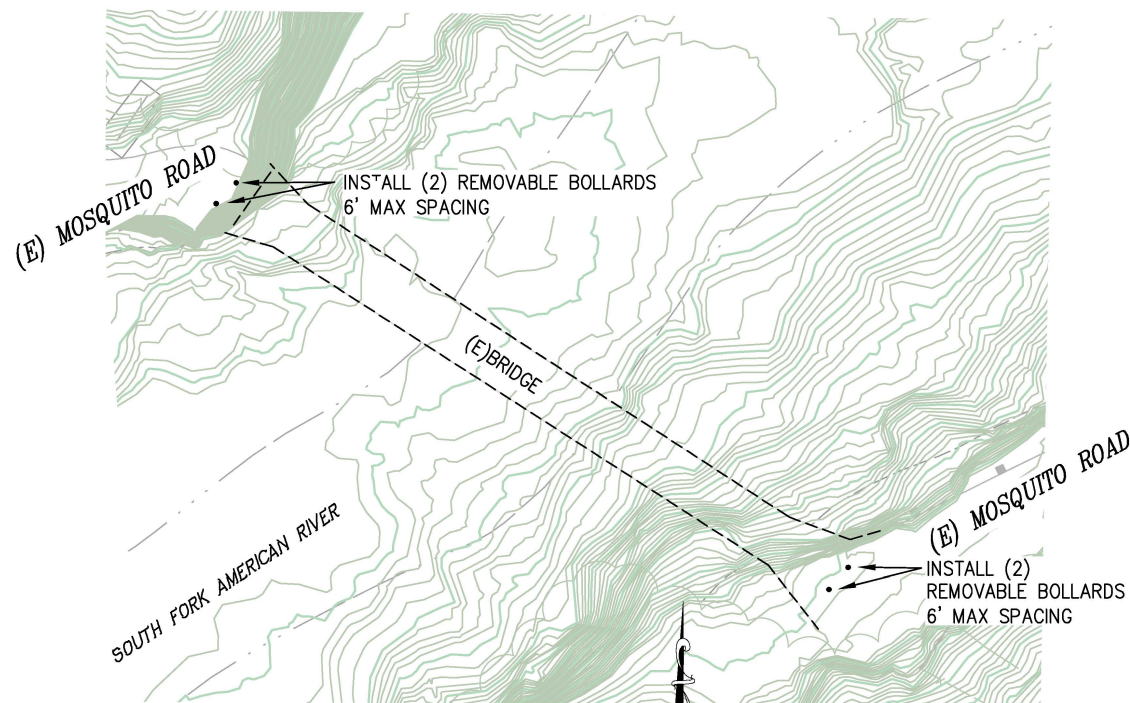 (E) MOSQUITO ROAD
INSTALL (2) REMOVABLE BOLLARDS
6' MAX SPACING
(E)BRIDGE
SOUTH FORK AMERICAN RIVER
(E) MOSQUITO ROAD
INSTALL (2)
REMOVABLE BOLLARDS
6' MAX SPACING